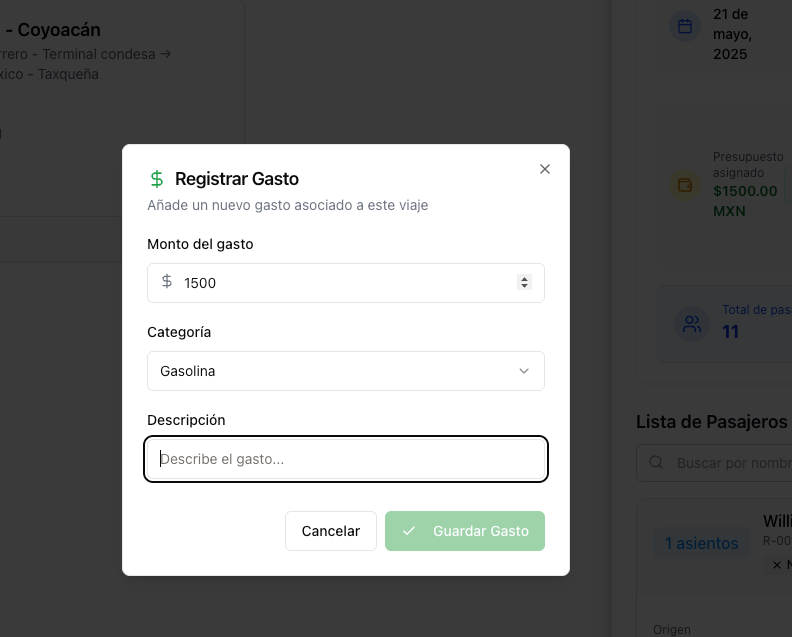 - Coyoacán
rrero - Terminal condesa →
xico - Taxqueña
21 de
mayo,
2025
Presupuesto
asignado
$1500.00
MXN
Total de pas
11
Lista de Pasajeros
Buscar por nombr
1 asientos
Willi
R-00
Origen
Registrar Gasto
Añade un nuevo gasto asociado a este viaje
Monto del gasto
$ 1500
Categoría
Gasolina
Descripción
Describe el gasto...
Cancelar
Guardar Gasto